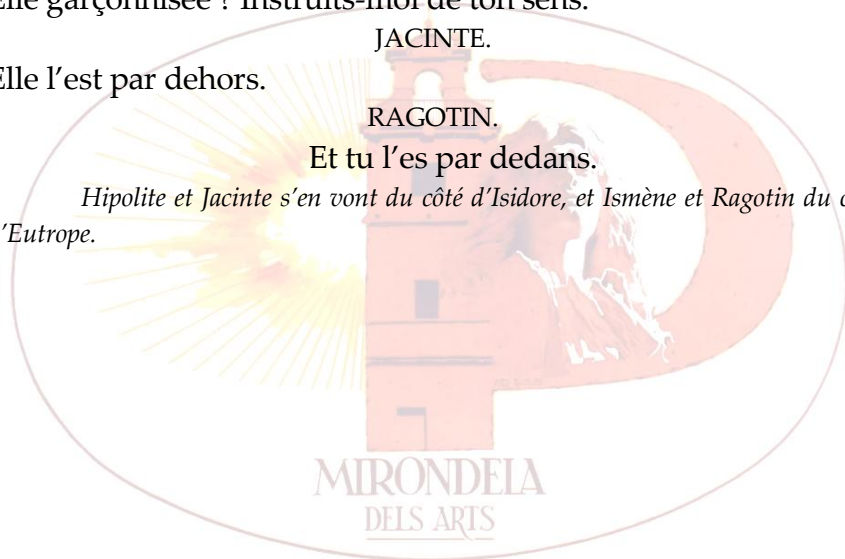 Elle garçonnisée ? Instruits-moi de ton sens.
JACINTE.
Elle l’est par dehors.
RAGOTIN.
Et tu l’es par dedans.
Hipolite et Jacinte s’en vont du côté d’Isidore, et Ismène et Ragotin du
’Eutrope.
MIRONDELA
DELS ARTS